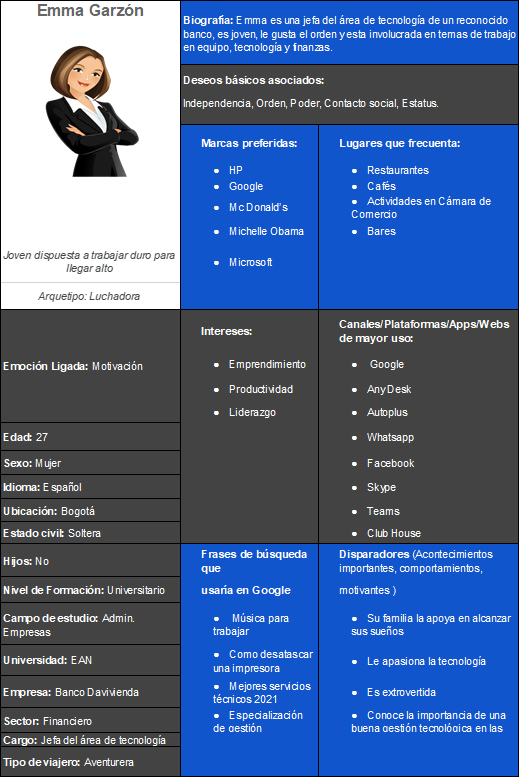 Emma Garzón
Joven dispuesta a trabajar duro para
llegar alto
Arquetipo: Luchadora
Biografía: Emma es una jefa del área de tecnología de un reconocido
banco, es joven, le gusta el orden y esta involucrada en temas de trabajo
en equipo, tecnología y finanzas.
Deseos básicos asociados:
Independencia, Orden, Poder, Contacto social, Estatus.
Marcas preferidas:
● HP
● Google
● Mc Donald's
● Michelle Obama
● Microsoft
Lugares que frecuenta:
● Restaurantes
● Cafés
● Actividades en Cámara de
Comercio
● Bares
Emoción Ligada: Motivación
Edad: 27
Sexo: Mujer
Idioma: Español
Ubicación: Bogotá
Estado civil: Soltera
Intereses:
● Emprendimiento
● Productividad
● Liderazgo
Canales/Plataformas/Apps/Webs
de mayor uso:
● Google
● AnyDesk
● Autoplus
● Whatsapp
● Facebook
● Skype
● Teams
● Club House
Hijos: No
Nivel de Formación: Universitario
Campo de estudio: Admin.
Empresas
Universidad: EAN
Empresa: Banco Davivienda
Sector: Financiero
Cargo: Jefa del área de tecnología
Tipo de viajero: Aventurera
Frases de búsqueda
que
usaría en Google
● Música para
trabajar
● Como desatascar
una impresora
● Mejores servicios
técnicos 2021
● Especialización
de gestión
Disparadores (Acontecimientos
importantes, comportamientos,
motivantes )
● Su familia la apoya en alcanzar
sus sueños
● Le apasiona la tecnología
● Es extrovertida
● Conoce la importancia de una
buena gestión tecnológica en las